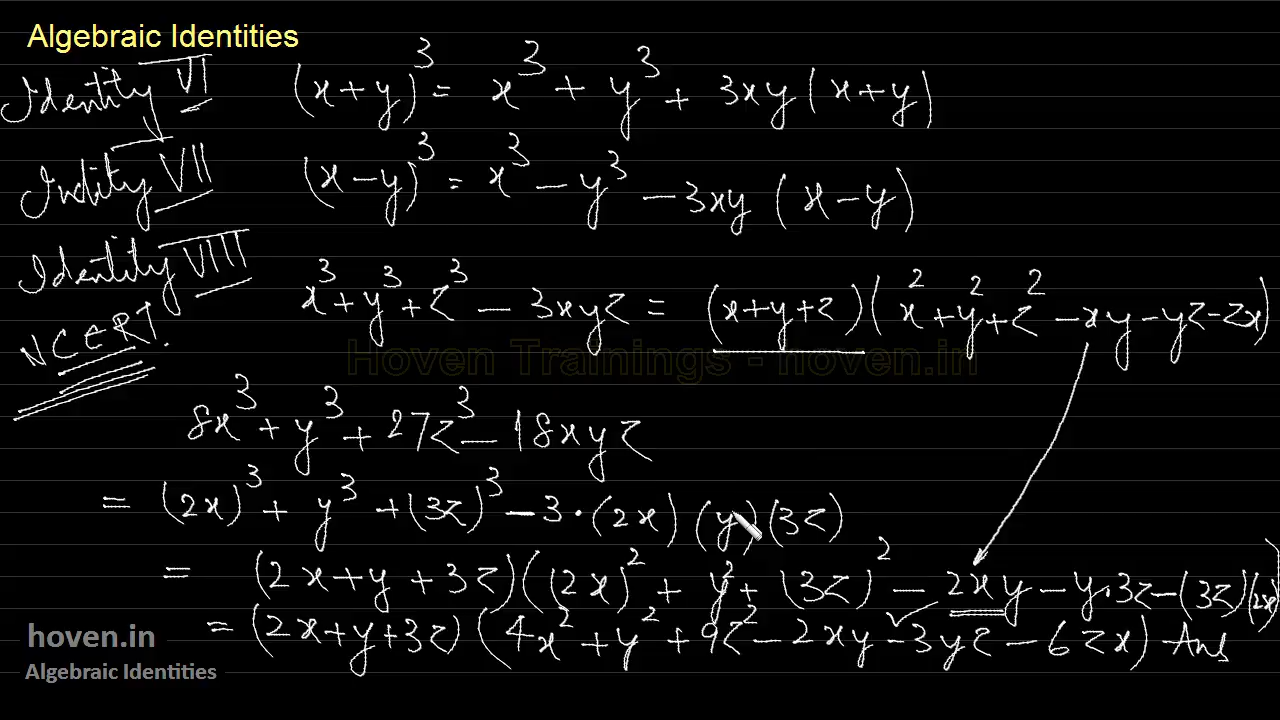 Algebraic Identities
Identity VI (x+y)³ = x³ + y³ + 3xy (x+y)
Indtity VII (x-y)³ = x³ - y³ - 3xy (x-y)
Identity VIII x³+y³+z³ - 3xyz = (x+y+z)(x²+y²+z² -xy-yz-zx)
NCERT.
Hoven Trainings - hoven.in
8x³+y³+27z³-18xyz
= (2x)³+ y³ +(3z)³-3·(2x)(y)(3z)
= (2x+y+3z)((2x)²+ y²+ (3z)² - 2xy -y·3z-(3z)(2x)
= (2x+y+3z) (4x²+y²+9z²-2xy-3yz-6zx) Ans
hoven.in
Algebraic Identities